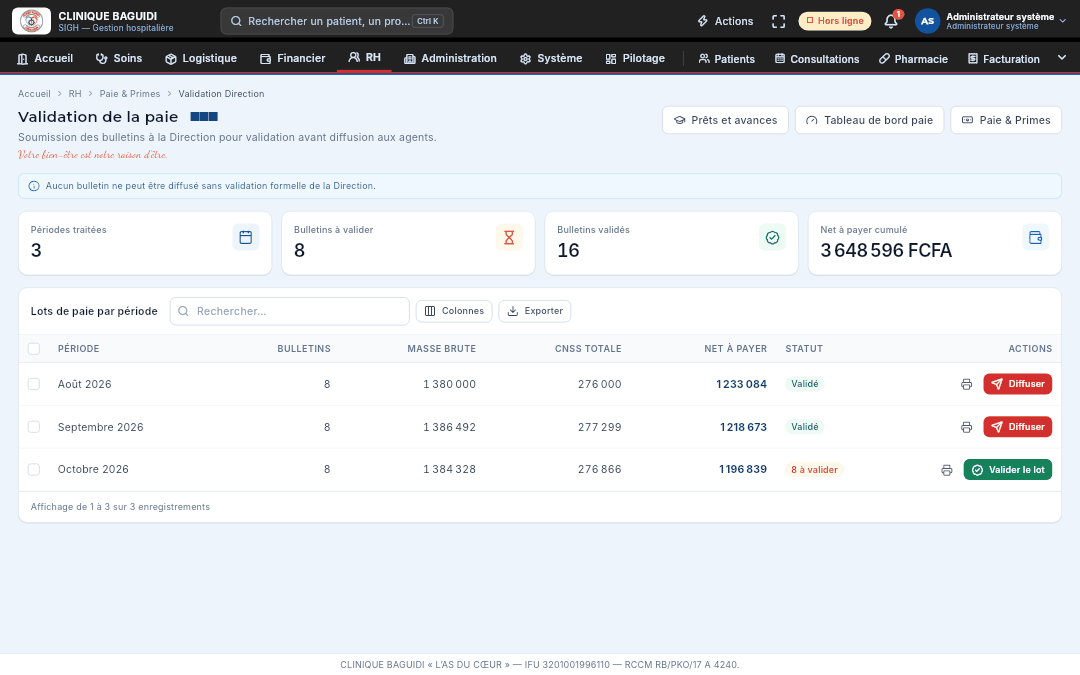 CLINIQUE BAGUIDI
SIGH — Gestion hospitalière
Rechercher un patient, un pro... Ctrl K
Actions
Hors ligne
1
AS
Administrateur système
Administrateur système
Accueil Soins Logistique Financier RH Administration Système Pilotage Patients Consultations Pharmacie Facturation
Accueil > RH > Paie & Primes > Validation Direction
Validation de la paie
Soumission des bulletins à la Direction pour validation avant diffusion aux agents.
Votre bien-être est notre raison d'être.
Prêts et avances Tableau de bord paie Paie & Primes
Aucun bulletin ne peut être diffusé sans validation formelle de la Direction.
Périodes traitées
3
Bulletins à valider
8
Bulletins validés
16
Net à payer cumulé
3 648 596 FCFA
Lots de paie par période Rechercher... Colonnes Exporter
PÉRIODE BULLETINS MASSE BRUTE CNSS TOTALE NET À PAYER STATUT ACTIONS
Août 2026 8 1 380 000 276 000 1 233 084 Validé Diffuser
Septembre 2026 8 1 386 492 277 299 1 218 673 Validé Diffuser
Octobre 2026 8 1 384 328 276 866 1 196 839 8 à valider Valider le lot
Affichage de 1 à 3 sur 3 enregistrements
CLINIQUE BAGUIDI « L'AS DU CŒUR » — IFU 3201001996110 — RCCM RB/PKO/17 A 4240.